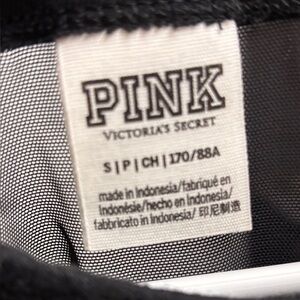 PINK
VICTORIA'S SECRET
S | P | CH | 170/88A
made in Indonesia/fabriqué en
Indonésie/hecho en Indonesia/
fabbricato in Indonesia/ 印尼制造